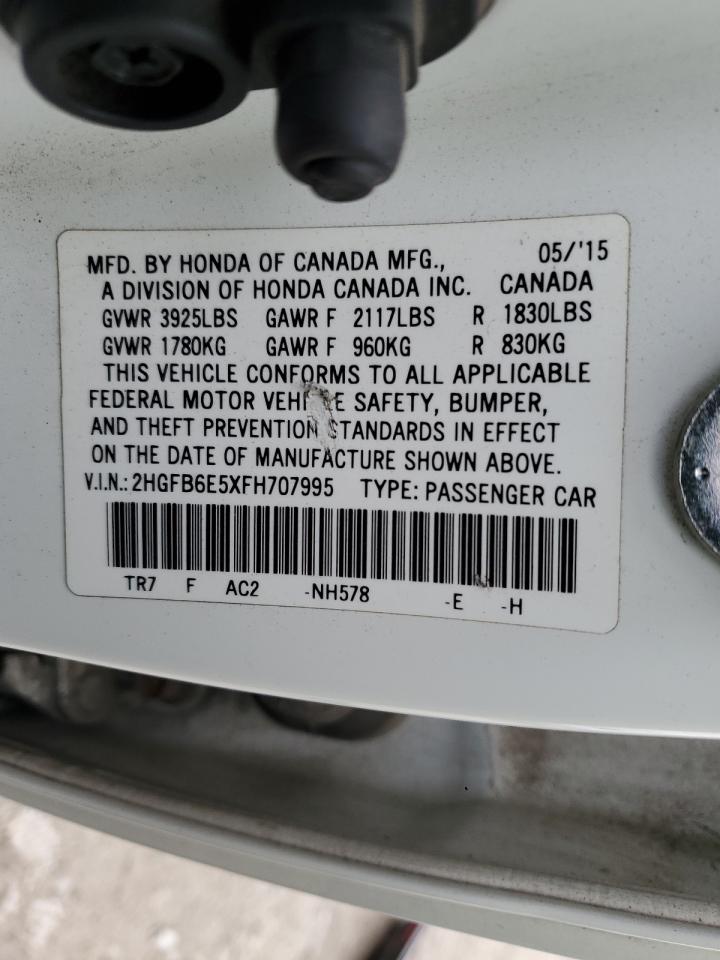 MFD. BY HONDA OF CANADA MFG., 05/'15
A DIVISION OF HONDA CANADA INC. CANADA
GVWR 3925LBS GAWR F 2117LBS R 1830LBS
GVWR 1780KG GAWR F 960KG R 830KG
THIS VEHICLE CONFORMS TO ALL APPLICABLE
FEDERAL MOTOR VEHICLE SAFETY, BUMPER,
AND THEFT PREVENTION STANDARDS IN EFFECT
ON THE DATE OF MANUFACTURE SHOWN ABOVE.
V.I.N.: 2HGFB6E5XFH707995 TYPE: PASSENGER CAR
TR7 F AC2 -NH578 -E -H